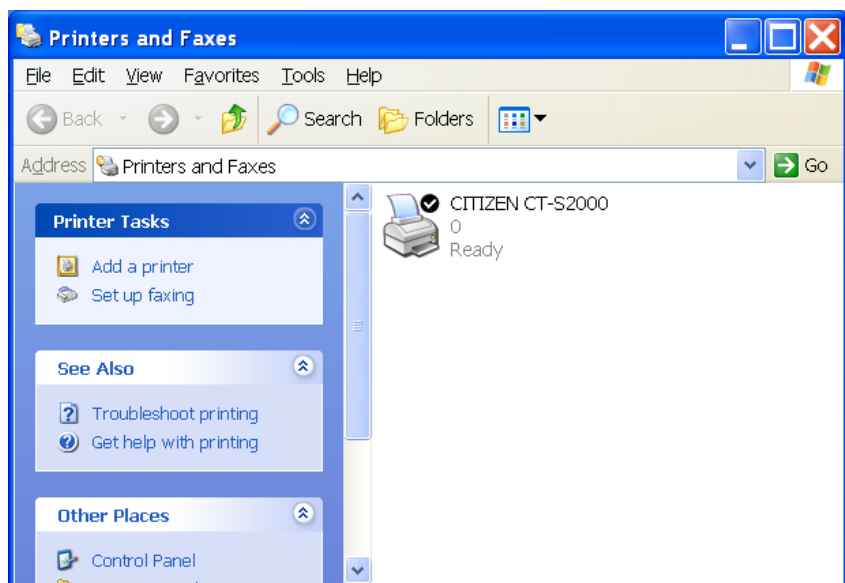 Printers and Faxes
File Edit View Favorites Tools Help
Back Search Folders
Address Printers and Faxes Go
Printer Tasks
Add a printer
Set up faxing
See Also
Troubleshoot printing
Get help with printing
Other Places
Control Panel
CITIZEN CT-S2000
0
Ready